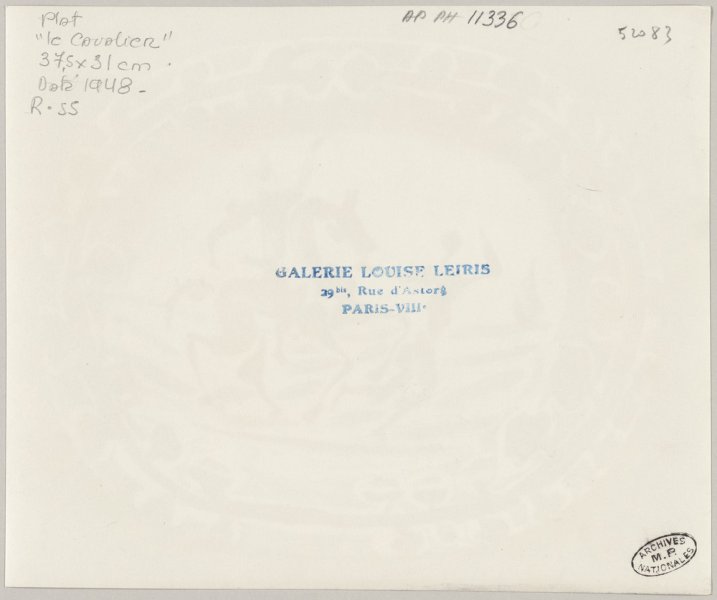 Plat
"le Cavalier"
37,5 x 31 cm.
Daté 1948-
R. 55
AP PH 11336
52083
GALERIE LOUISE LEIRIS
29bis, Rue d'Astorg
PARIS-VIIIe
ARCHIVES
M. P.
NATIONALES